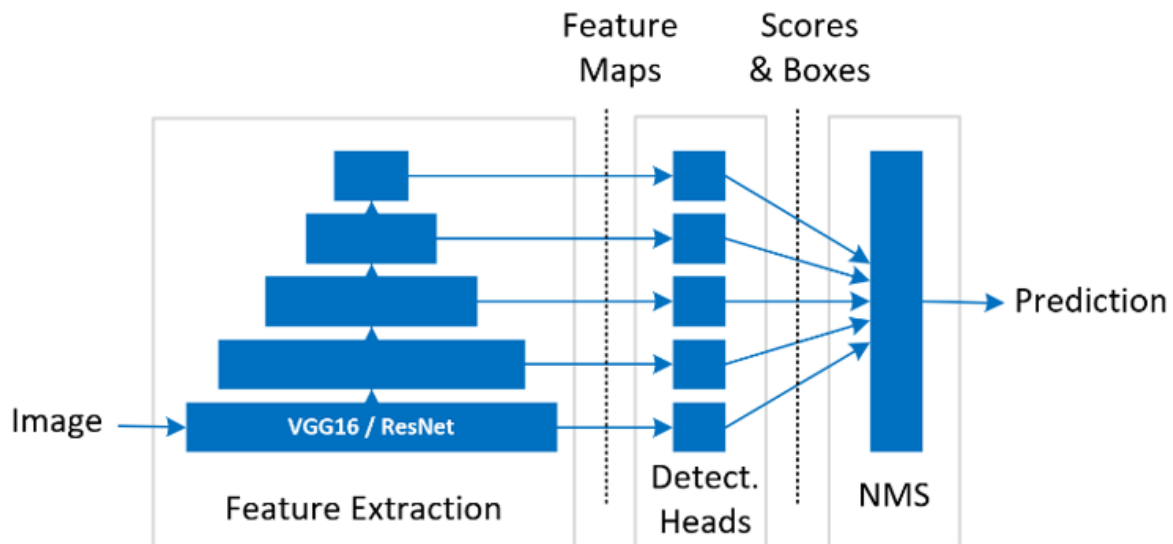 Feature
Maps
Scores
& Boxes
Image
VGG16 / ResNet
Feature Extraction
Detect.
Heads
NMS
Prediction